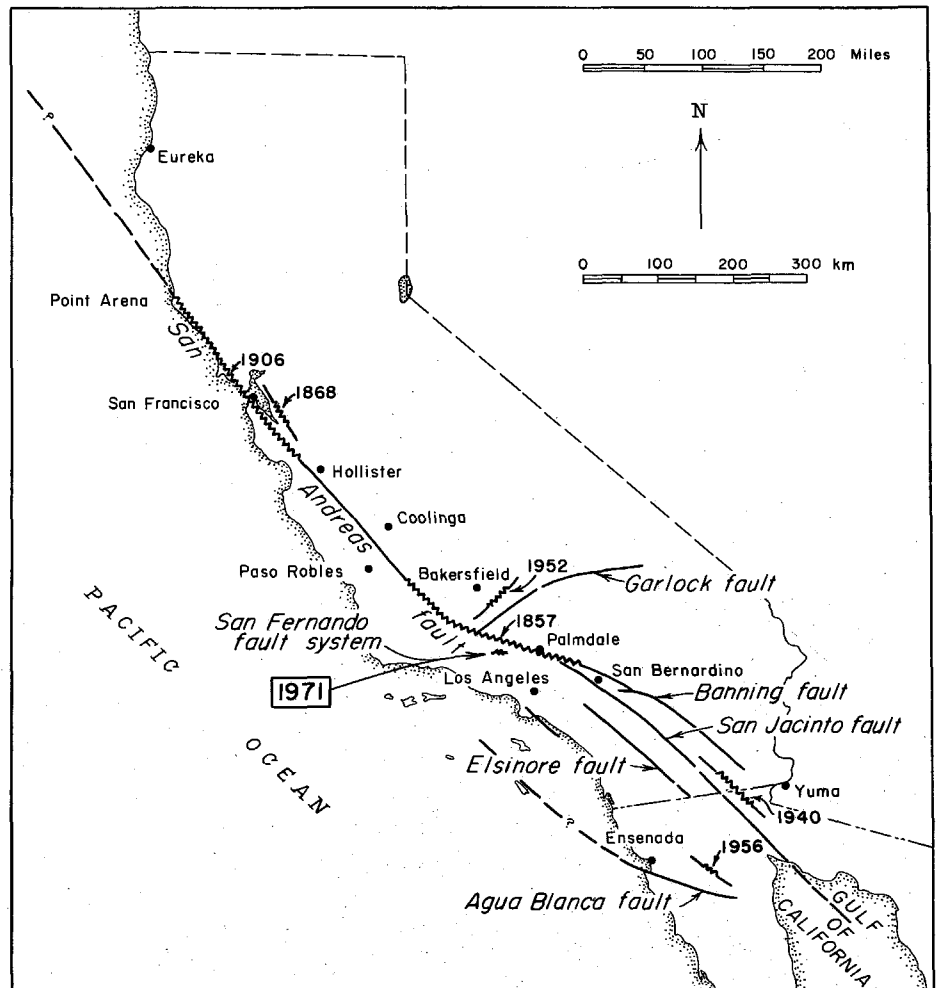 0 50 100 150 200 Miles
N
0 100 200 300 km
?
Eureka
Point Arena
San
1906
1868
San Francisco
Hollister
Andreas
Coolinga
Paso Robles
Bakersfield
1952
Garlock fault
fault
1857
San Fernando
fault system
Palmdale
1971
Los Angeles
San Bernardino
Banning fault
San Jacinto fault
Elsinore fault
PACIFIC
OCEAN
Yuma
1940
?
Ensenada
1956
Agua Blanca fault
GULF
OF
CALIFORNIA